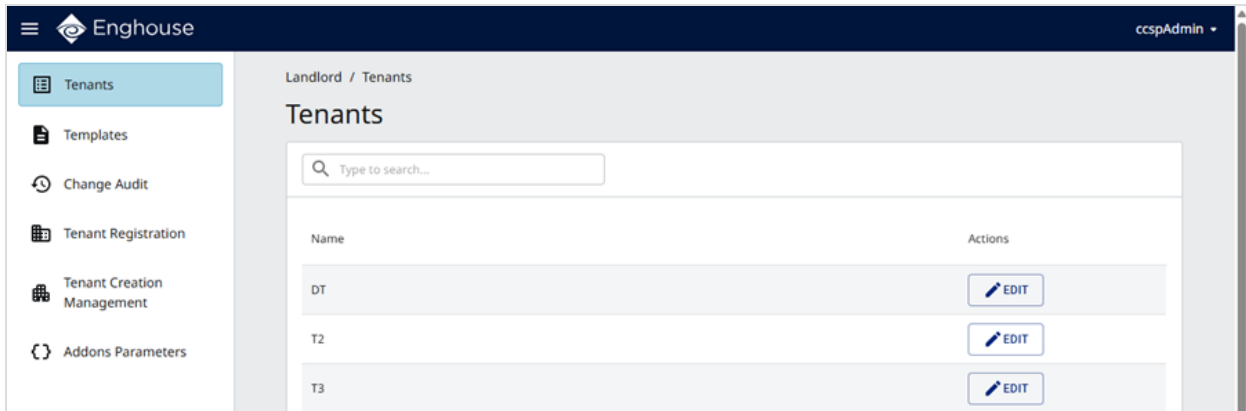 Enghouse
ccspAdmin
Tenants
Templates
Change Audit
Tenant Registration
Tenant Creation
Management
Addons Parameters
Landlord / Tenants
Tenants
Type to search...
Name Actions
DT EDIT
T2 EDIT
T3 EDIT